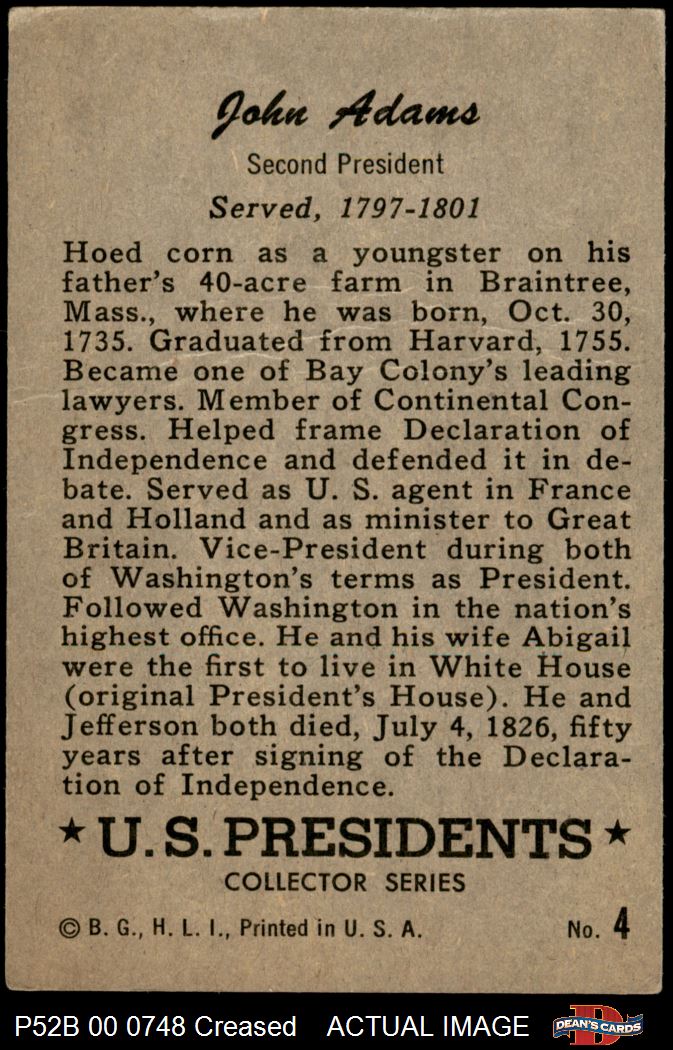 John Adams
Second President
Served, 1797-1801
Hoed corn as a youngster on his
father's 40-acre farm in Braintree,
Mass., where he was born, Oct. 30,
1735. Graduated from Harvard, 1755.
Became one of Bay Colony's leading
lawyers. Member of Continental Con-
gress. Helped frame Declaration of
Independence and defended it in de-
bate. Served as U. S. agent in France
and Holland and as minister to Great
Britain. Vice-President during both
of Washington's terms as President.
Followed Washington in the nation's
highest office. He and his wife Abigail
were the first to live in White House
(original President's House). He and
Jefferson both died, July 4, 1826, fifty
years after signing of the Declara-
tion of Independence.
★ U.S. PRESIDENTS ★
COLLECTOR SERIES
© B. G., H. L. I., Printed in U. S. A. No. 4
P52B 00 0748 Creased ACTUAL IMAGE D DEAN'S CARDS